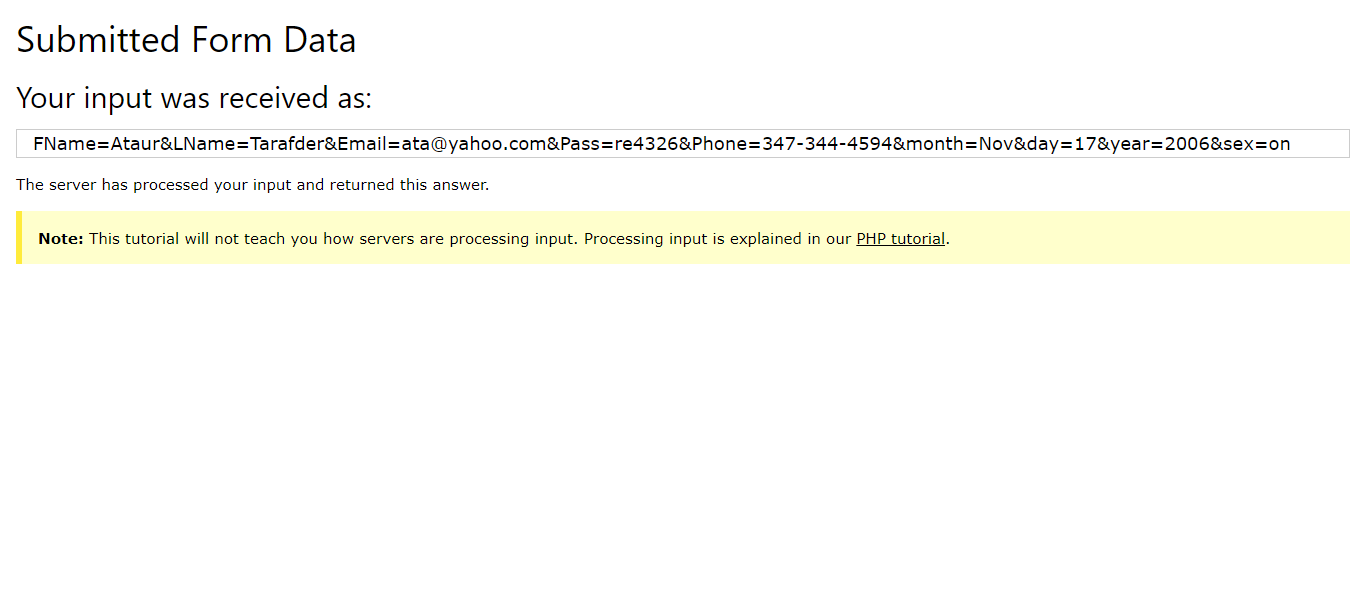 Submitted Form Data
Your input was received as:
FName=Ataur&LName=Tarafder&Email=ata@yahoo.com&Pass=re4326&Phone=347-344-4594&month=Nov&day=17&year=2006&sex=on
The server has processed your input and returned this answer.
Note: This tutorial will not teach you how servers are processing input. Processing input is explained in our PHP tutorial.